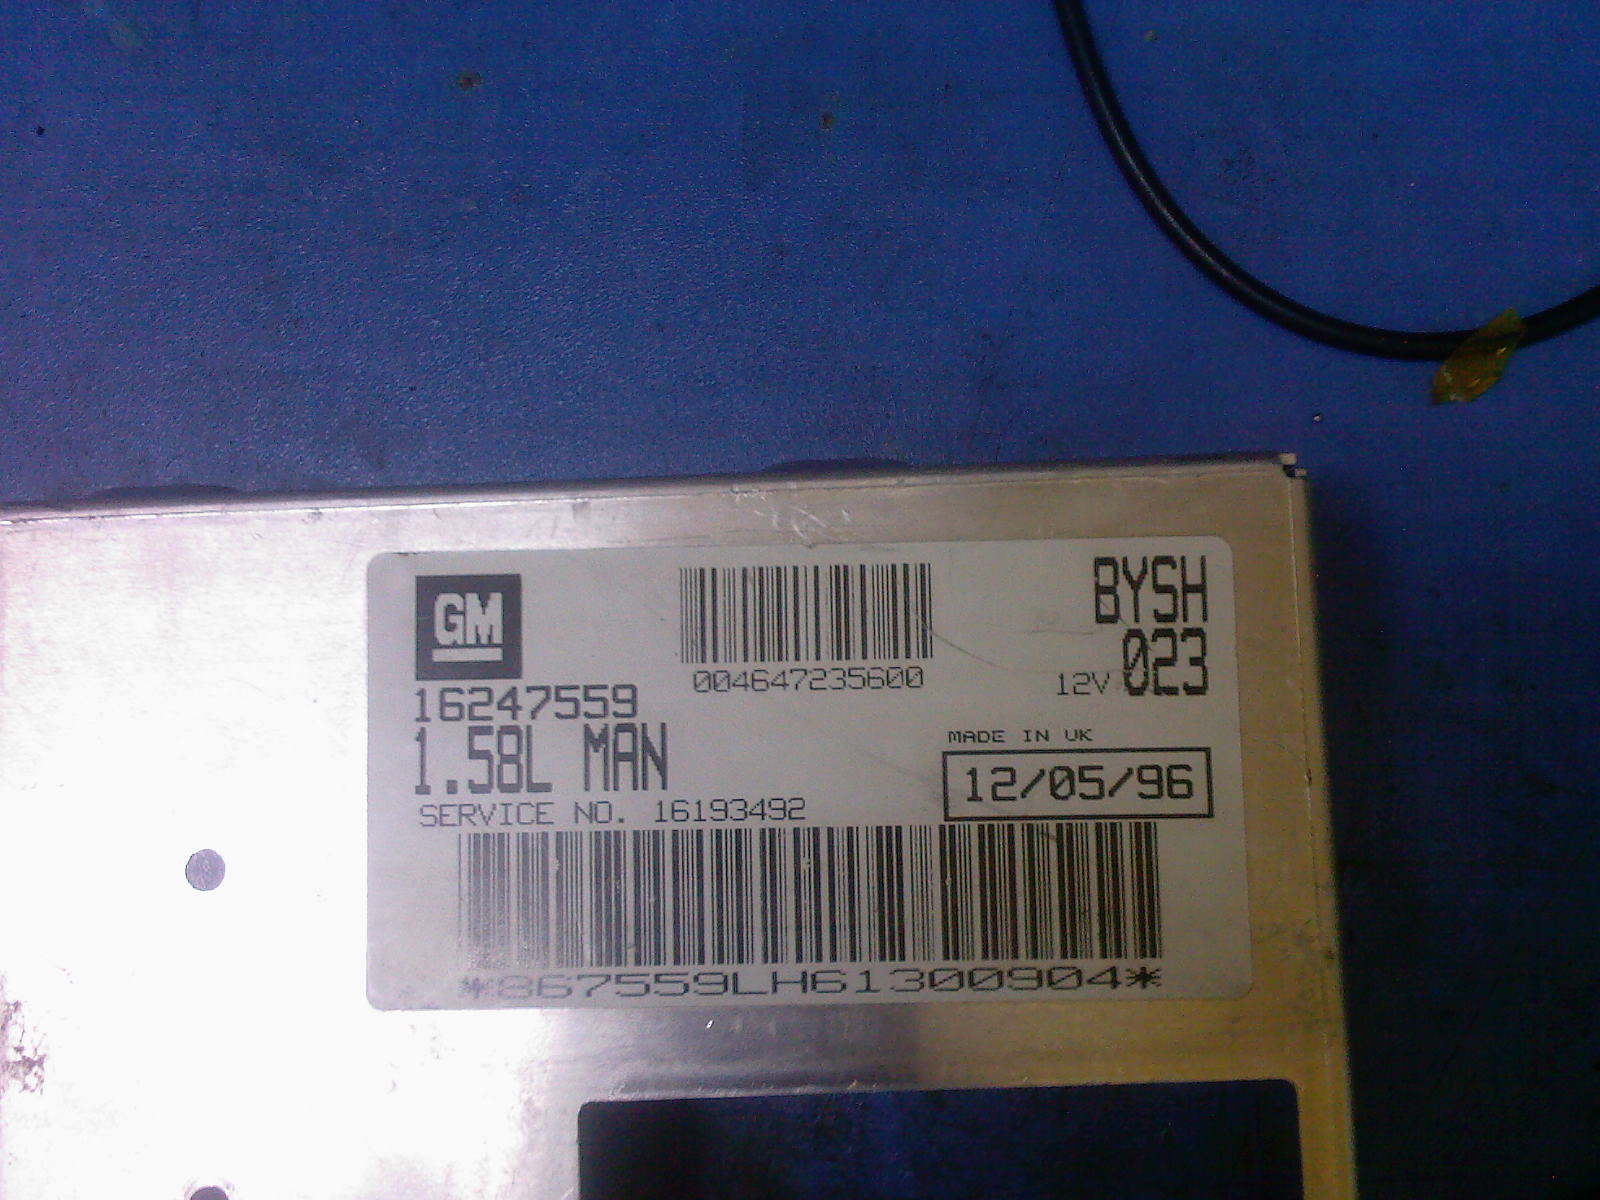 GM
004647235600
BYSH
023
12V
16247559
1.58L MAN
MADE IN UK
12/05/96
SERVICE NO. 16193492
*867559LH61300904*